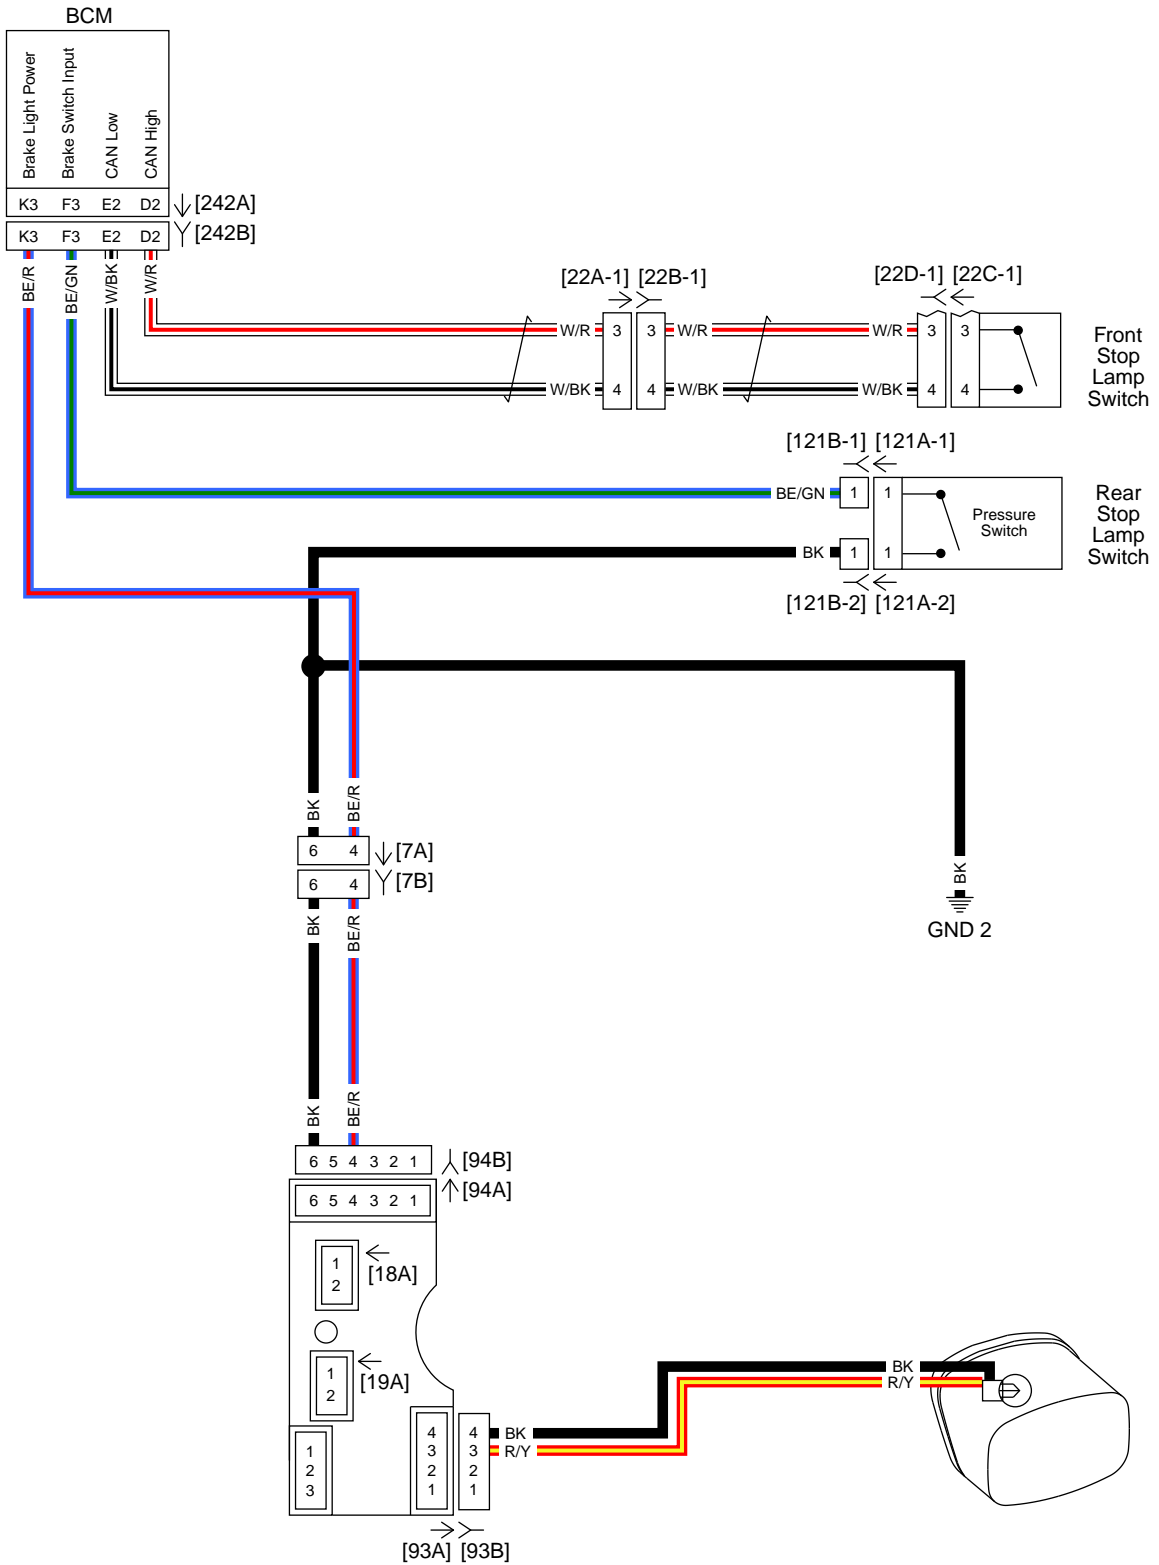 BCM
Brake Light Power
Brake Switch Input
CAN Low
CAN High
K3 F3 E2 D2 [242A]
K3 F3 E2 D2 [242B]
BE/R BE/GN W/BK W/R
[22A-1] [22B-1] [22D-1] [22C-1]
W/R 3 3 W/R W/R 3 3
W/BK 4 4 W/BK W/BK 4 4
Front
Stop
Lamp
Switch
[121B-1] [121A-1]
BE/GN 1 1
Pressure
Switch
BK 1 1
[121B-2] [121A-2]
Rear
Stop
Lamp
Switch
BK BE/R
6 4 [7A]
6 4 [7B]
BK BE/R
BK
GND 2
BK BE/R
6 5 4 3 2 1 [94B]
6 5 4 3 2 1 [94A]
1
2
[18A]
1
2
[19A]
1
2
3
4 4 BK
3 3 R/Y
2 2
1 1
BK
R/Y
[93A] [93B]